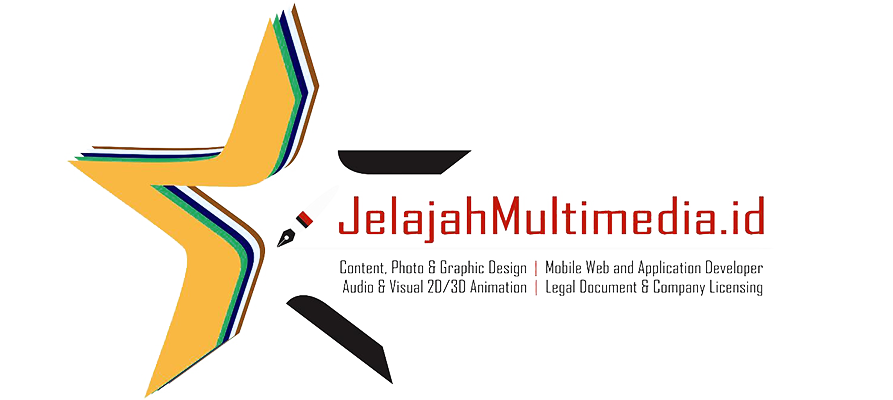 JelajahMultimedia.id
Content, Photo & Graphic Design | Mobile Web and Application Developer
Audio & Visual 2D/3D Animation | Legal Document & Company Licensing